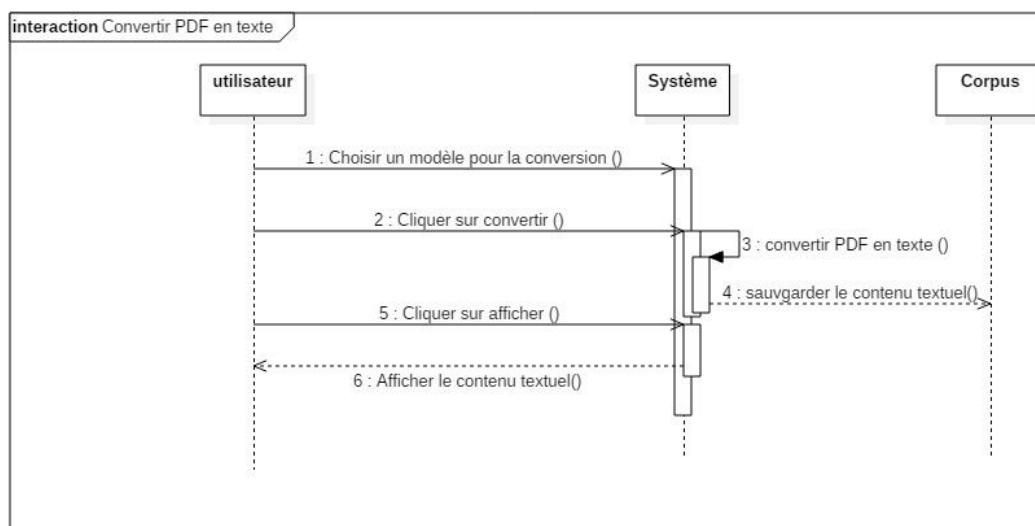 interaction Convertir PDF en texte
utilisateur
Système
Corpus
1 : Choisir un modèle pour la conversion ()
2 : Cliquer sur convertir ()
3 : convertir PDF en texte ()
4 : sauvgarder le contenu textuel()
5 : Cliquer sur afficher ()
6 : Afficher le contenu textuel()